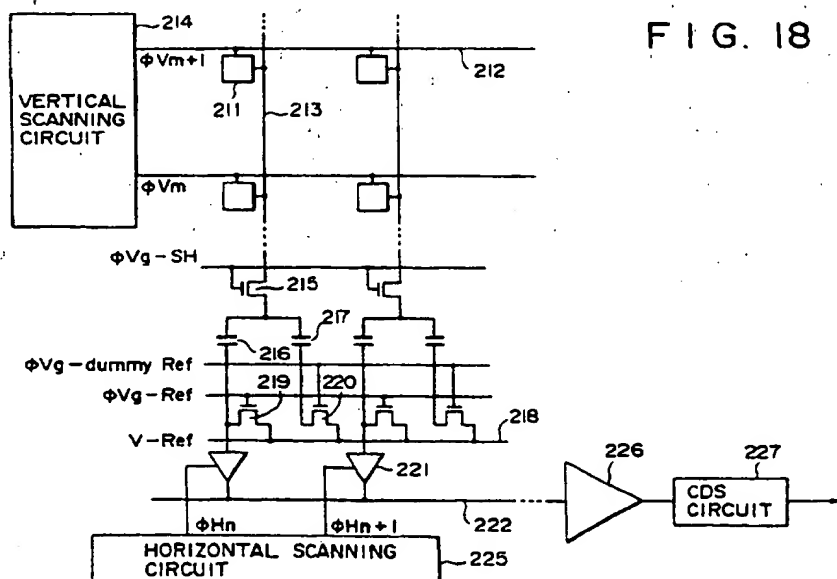 FIG. 18
214
φVm+1
212
211
213
VERTICAL
SCANNING
CIRCUIT
φVm
φVg-SH
215
217
216
φVg-dummy Ref
φVg-Ref
219
220
218
V-Ref
221
226
227
CDS
CIRCUIT
222
φHn
φHn+1
HORIZONTAL SCANNING
CIRCUIT
225